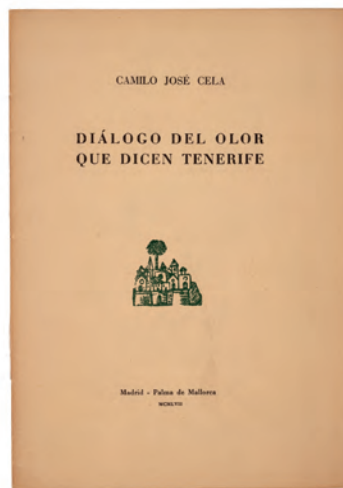 CAMILO JOSÉ CELA
DIÁLOGO DEL OLOR
QUE DICEN TENERIFE
Madrid - Palma de Mallorca
MCMLVIII